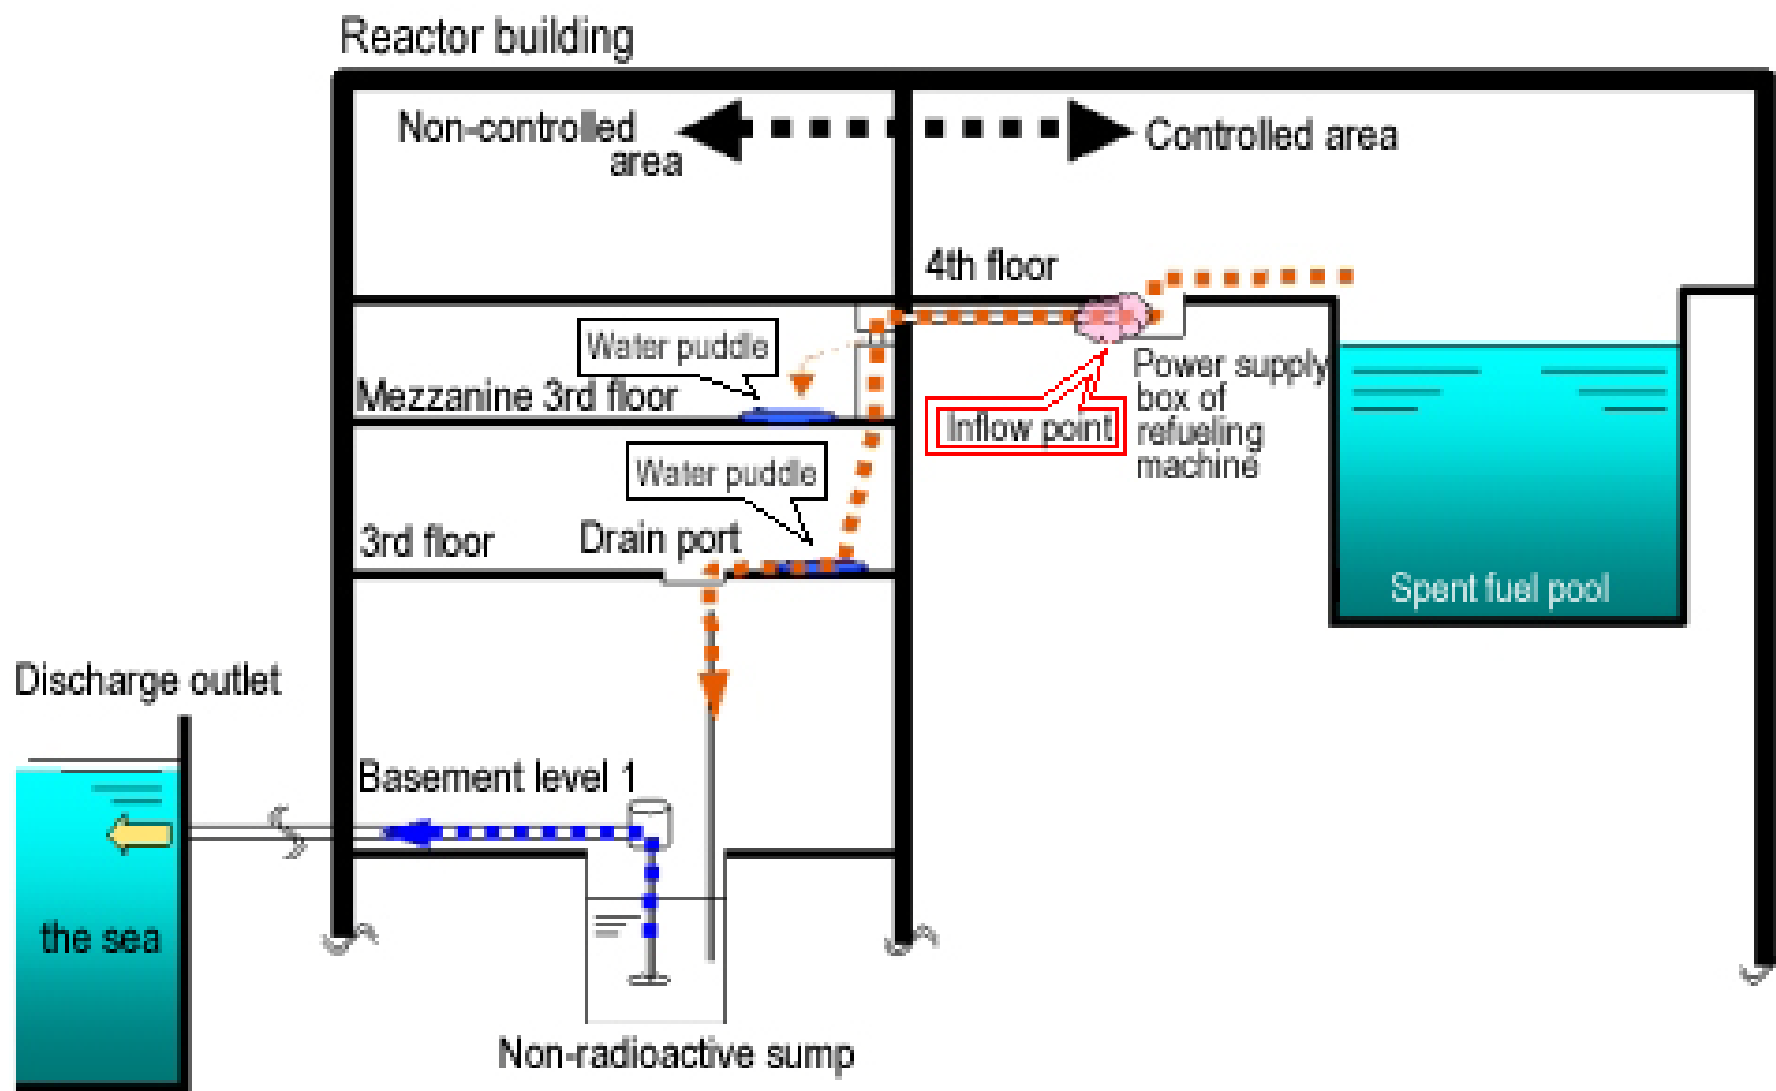 Reactor building
Non-controlled
area
Controlled area
4th floor
Water puddle
Mezzanine 3rd floor
Power supply
box of
refueling
machine
Inflow point
Water puddle
3rd floor
Drain port
Spent fuel pool
Discharge outlet
Basement level 1
the sea
Non-radioactive sump